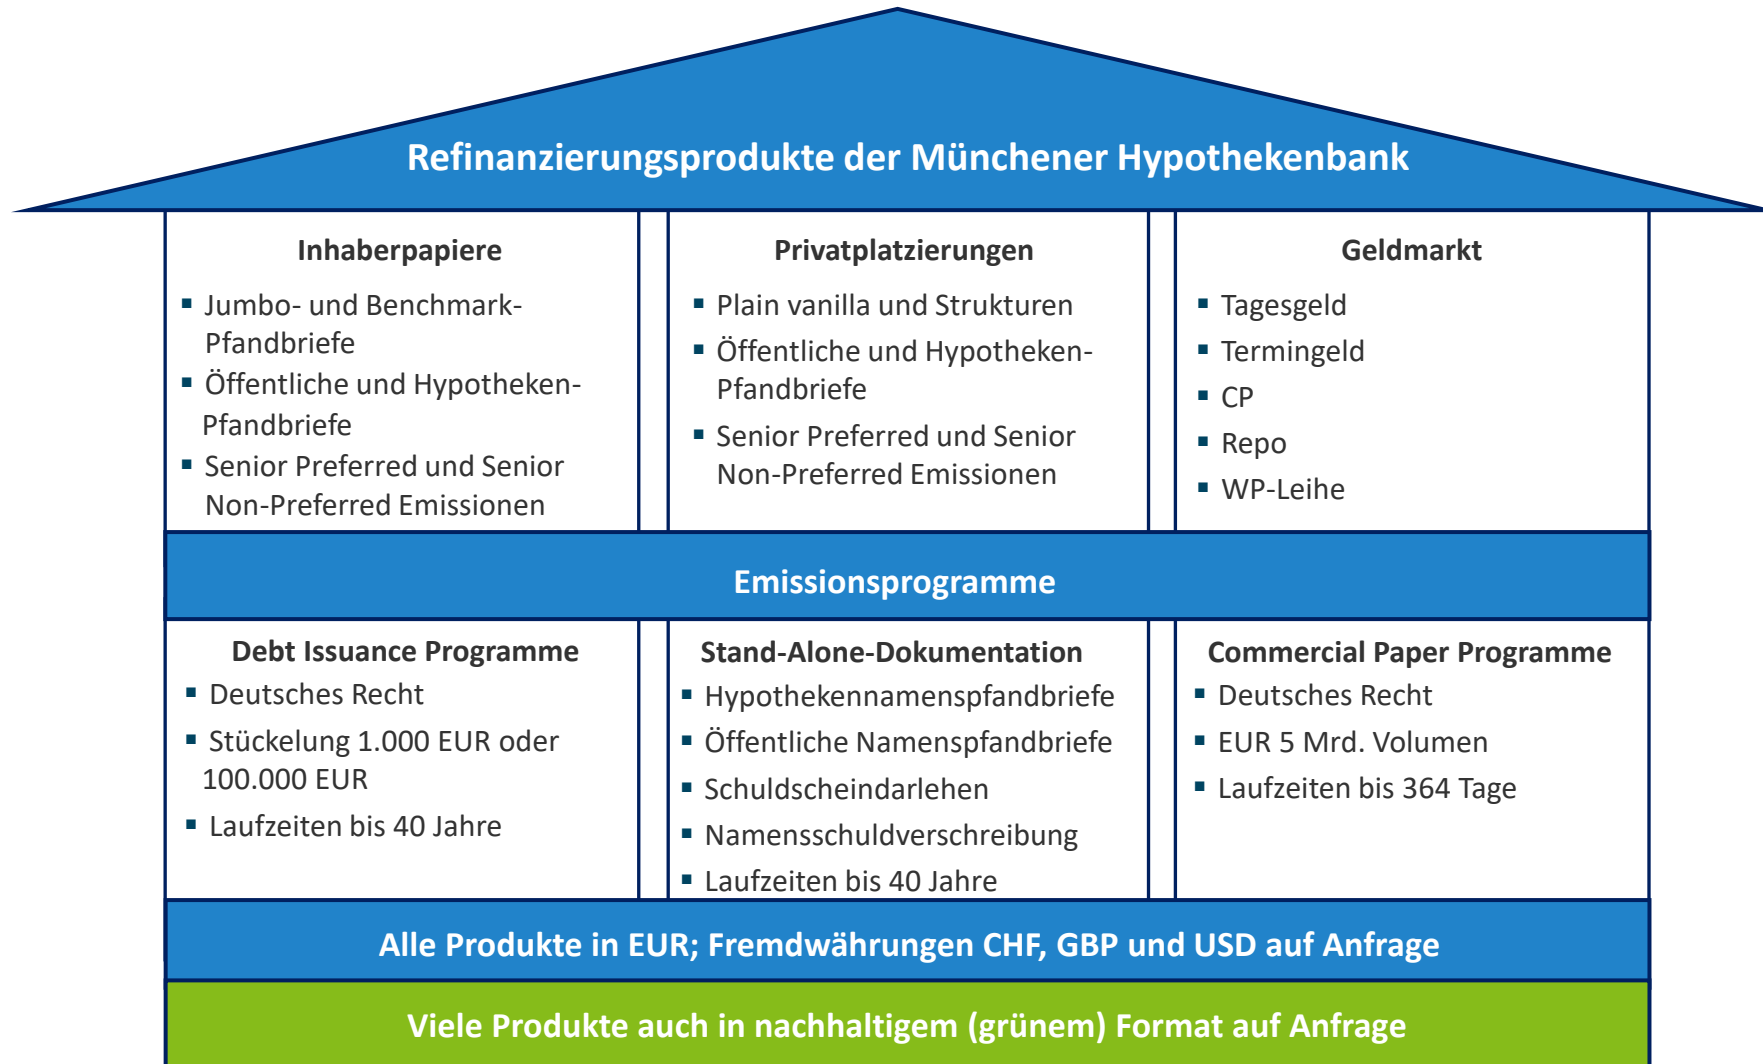 Refinanzierungsprodukte der Münchener Hypothekenbank
Inhaberpapiere
▪ Jumbo- und Benchmark-
Pfandbriefe
▪ Öffentliche und Hypotheken-
Pfandbriefe
▪ Senior Preferred und Senior
Non-Preferred Emissionen
Privatplatzierungen
▪ Plain vanilla und Strukturen
▪ Öffentliche und Hypotheken-
Pfandbriefe
▪ Senior Preferred und Senior
Non-Preferred Emissionen
Geldmarkt
▪ Tagesgeld
▪ Termingeld
▪ CP
▪ Repo
▪ WP-Leihe
Emissionsprogramme
Debt Issuance Programme
▪ Deutsches Recht
▪ Stückelung 1.000 EUR oder
100.000 EUR
▪ Laufzeiten bis 40 Jahre
Stand-Alone-Dokumentation
▪ Hypothekennamenspfandbriefe
▪ Öffentliche Namenspfandbriefe
▪ Schuldscheindarlehen
▪ Namensschuldverschreibung
▪ Laufzeiten bis 40 Jahre
Commercial Paper Programme
▪ Deutsches Recht
▪ EUR 5 Mrd. Volumen
▪ Laufzeiten bis 364 Tage
Alle Produkte in EUR; Fremdwährungen CHF, GBP und USD auf Anfrage
Viele Produkte auch in nachhaltigem (grünem) Format auf Anfrage